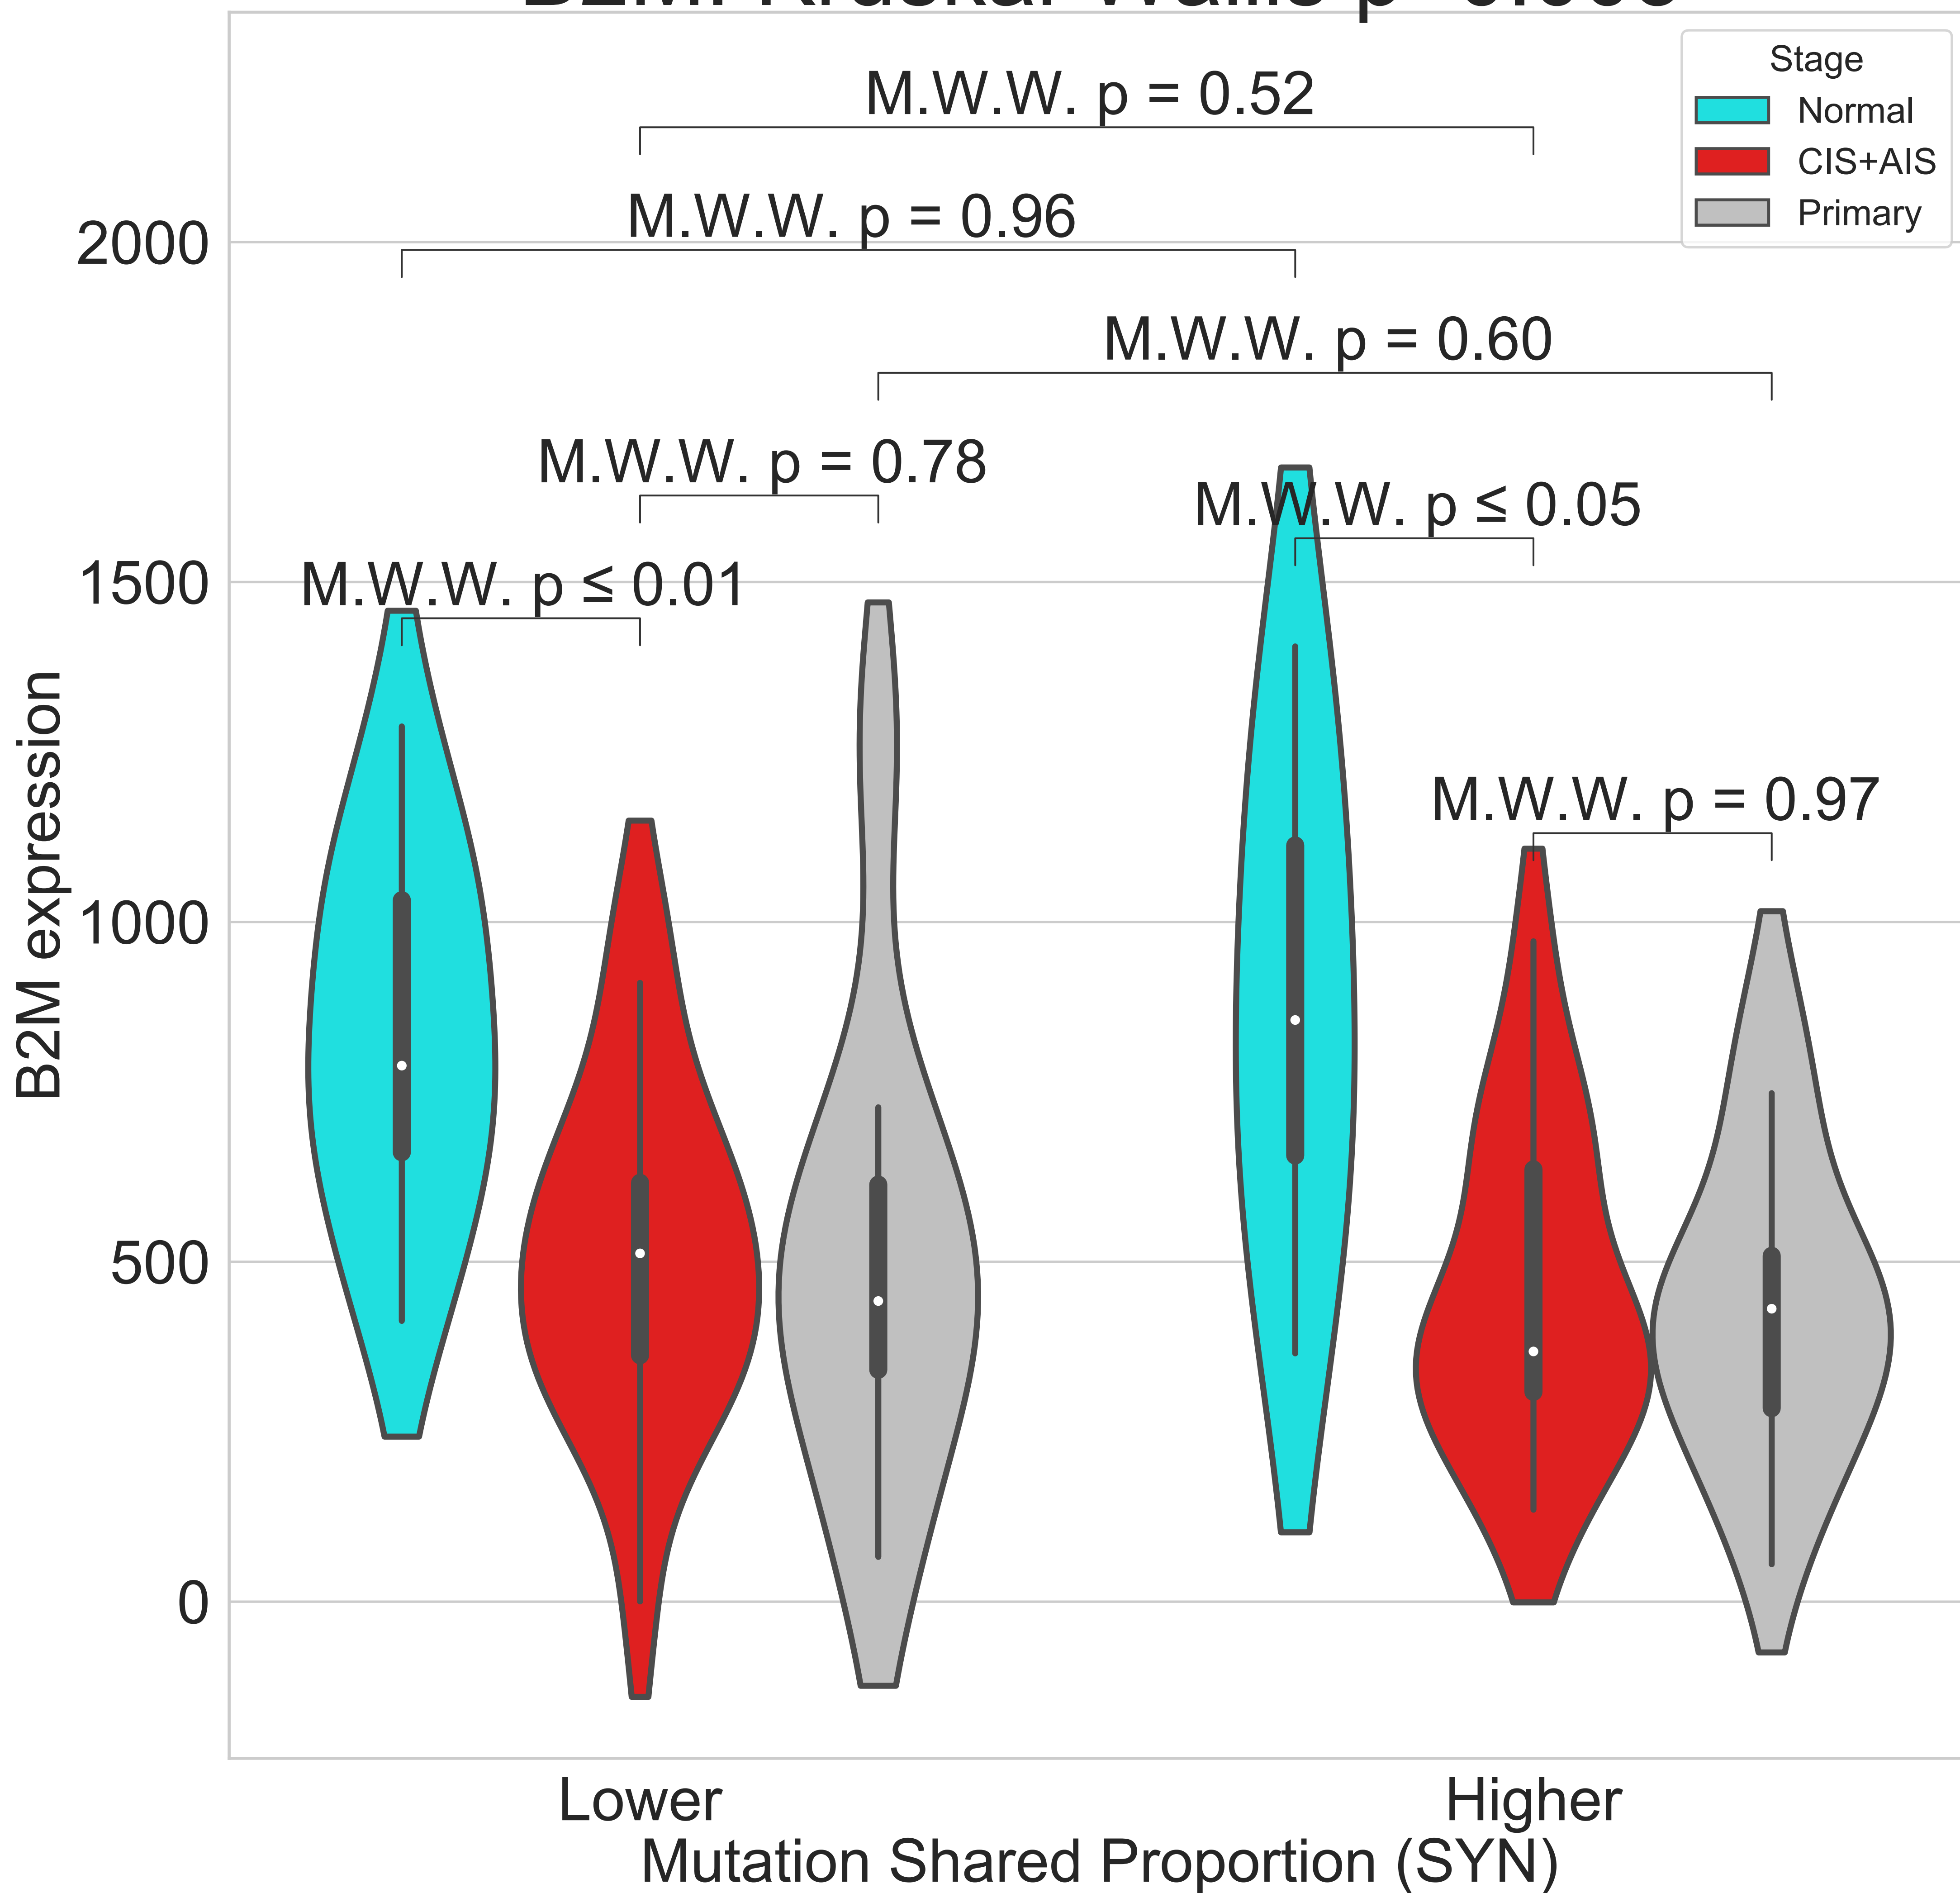 Stage
Normal
CIS+AIS
Primary
M.W.W. p = 0.52
M.W.W. p = 0.96
M.W.W. p = 0.60
M.W.W. p = 0.78
M.W.W. p ≤ 0.05
M.W.W. p ≤ 0.01
M.W.W. p = 0.97
2000
1500
1000
500
0
B2M expression
Lower
Higher
Mutation Shared Proportion (SYN)